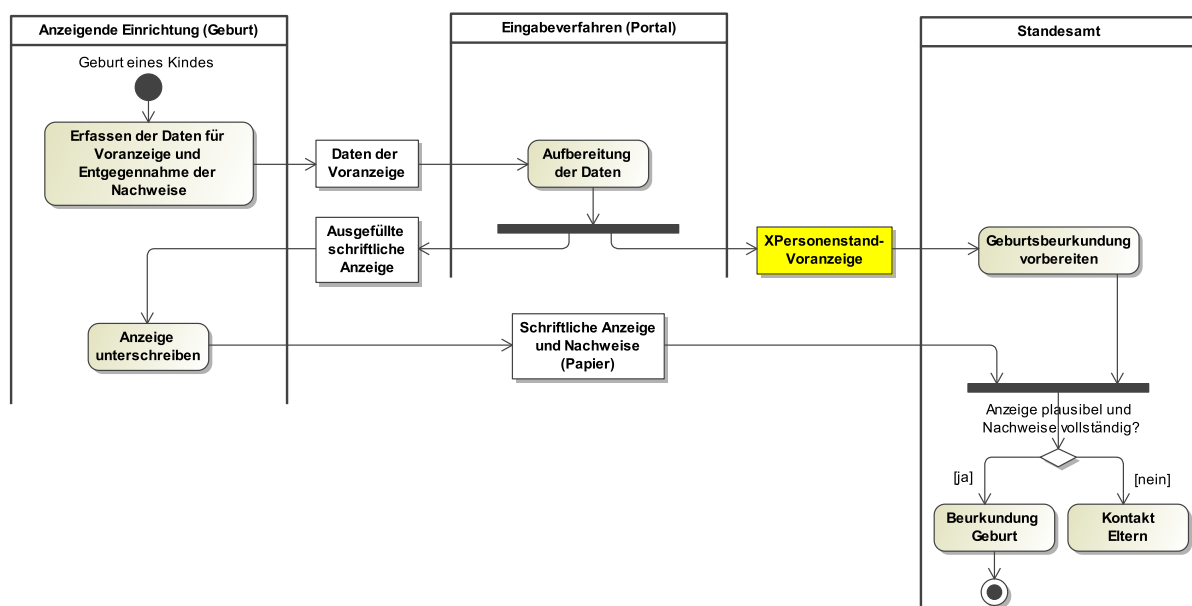 Anzeigende Einrichtung (Geburt)
Eingabeverfahren (Portal)
Standesamt
Geburt eines Kindes
Erfassen der Daten für
Voranzeige und
Entgegennahme der
Nachweise
Daten der
Voranzeige
Aufbereitung
der Daten
Ausgefüllte
schriftliche
Anzeige
XPersonenstand-
Voranzeige
Geburtsbeurkundung
vorbereiten
Anzeige
unterschreiben
Schriftliche Anzeige
und Nachweise
(Papier)
Anzeige plausibel und
Nachweise vollständig?
[ja]
[nein]
Beurkundung
Geburt
Kontakt
Eltern